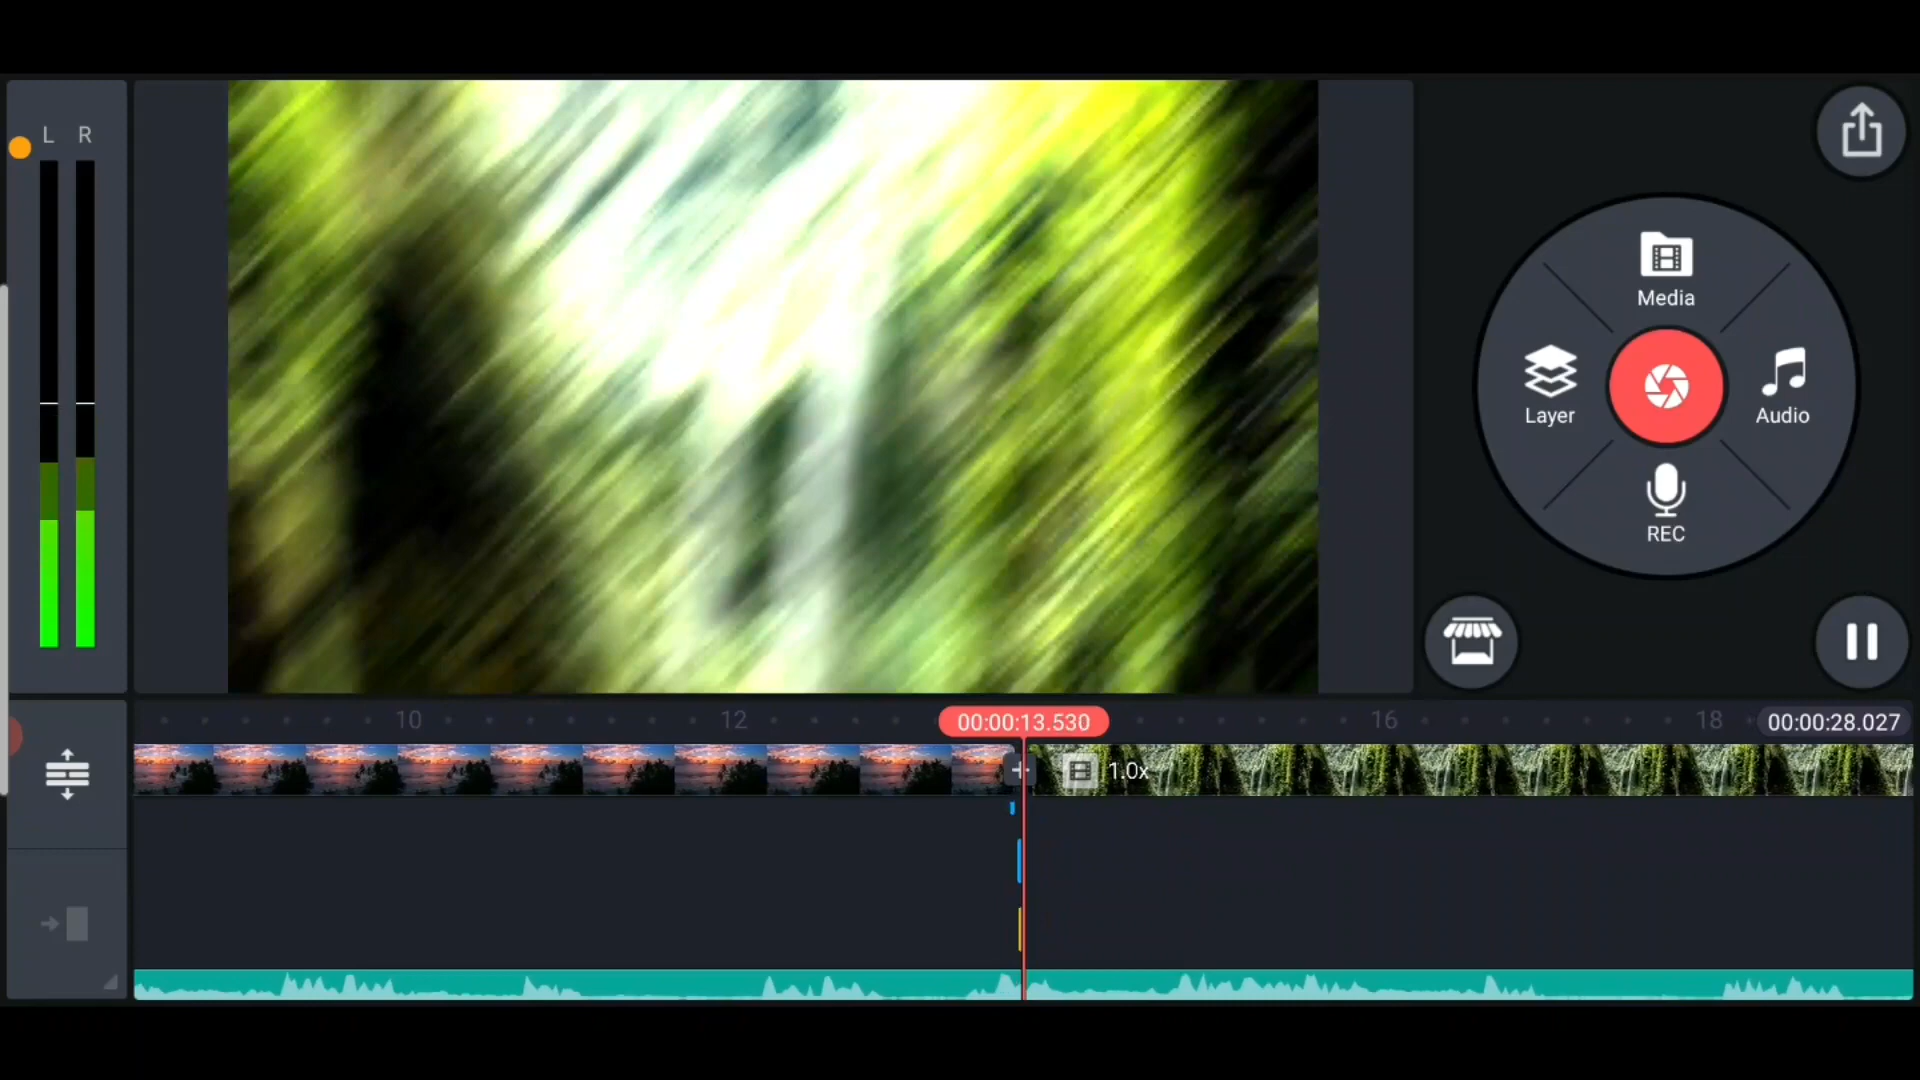 L R
Media
Layer
Audio
REC
10
12
00:00:13.530
16
18
00:00:28.027
1.0x